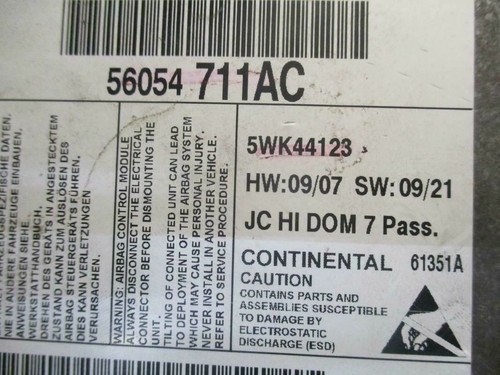 56054 711AC
5WK44123
HW:09/07 SW:09/21
JC HI DOM 7 Pass.
CONTINENTAL 61351A
CAUTION
CONTAINS PARTS AND
ASSEMBLIES SUSCEPTIBLE
TO DAMAGE BY
ELECTROSTATIC
DISCHARGE (ESD)
WARNING: AIRBAG CONTROL MODULE
ALWAYS DISCONNECT THE ELECTRICAL
CONNECTOR BEFORE DISMOUNTING THE
UNIT.
TILTING OF CONNECTED UNIT CAN LEAD
TO DEPLOYMENT OF THE AIRBAG SYSTEM
WHICH MAY CAUSE PERSONAL INJURY.
NEVER INSTALL IN ANOTHER VEHICLE.
REFER TO SERVICE PROCEDURE.
DATEN.
NIE IN ANDERE FAHRZEUGE EINBAUEN.
ANWEISUNGEN SIEHE
WERKSTATTHANDBUCH.
DREHEN DES GERÄTS IN ANGESTECKTEM
ZUSTAND KANN ZUM AUSLÖSEN DES
AIRBAG STEUERGERÄTS FÜHREN.
DIES KANN VERLETZUNGEN
VERURSACHEN.